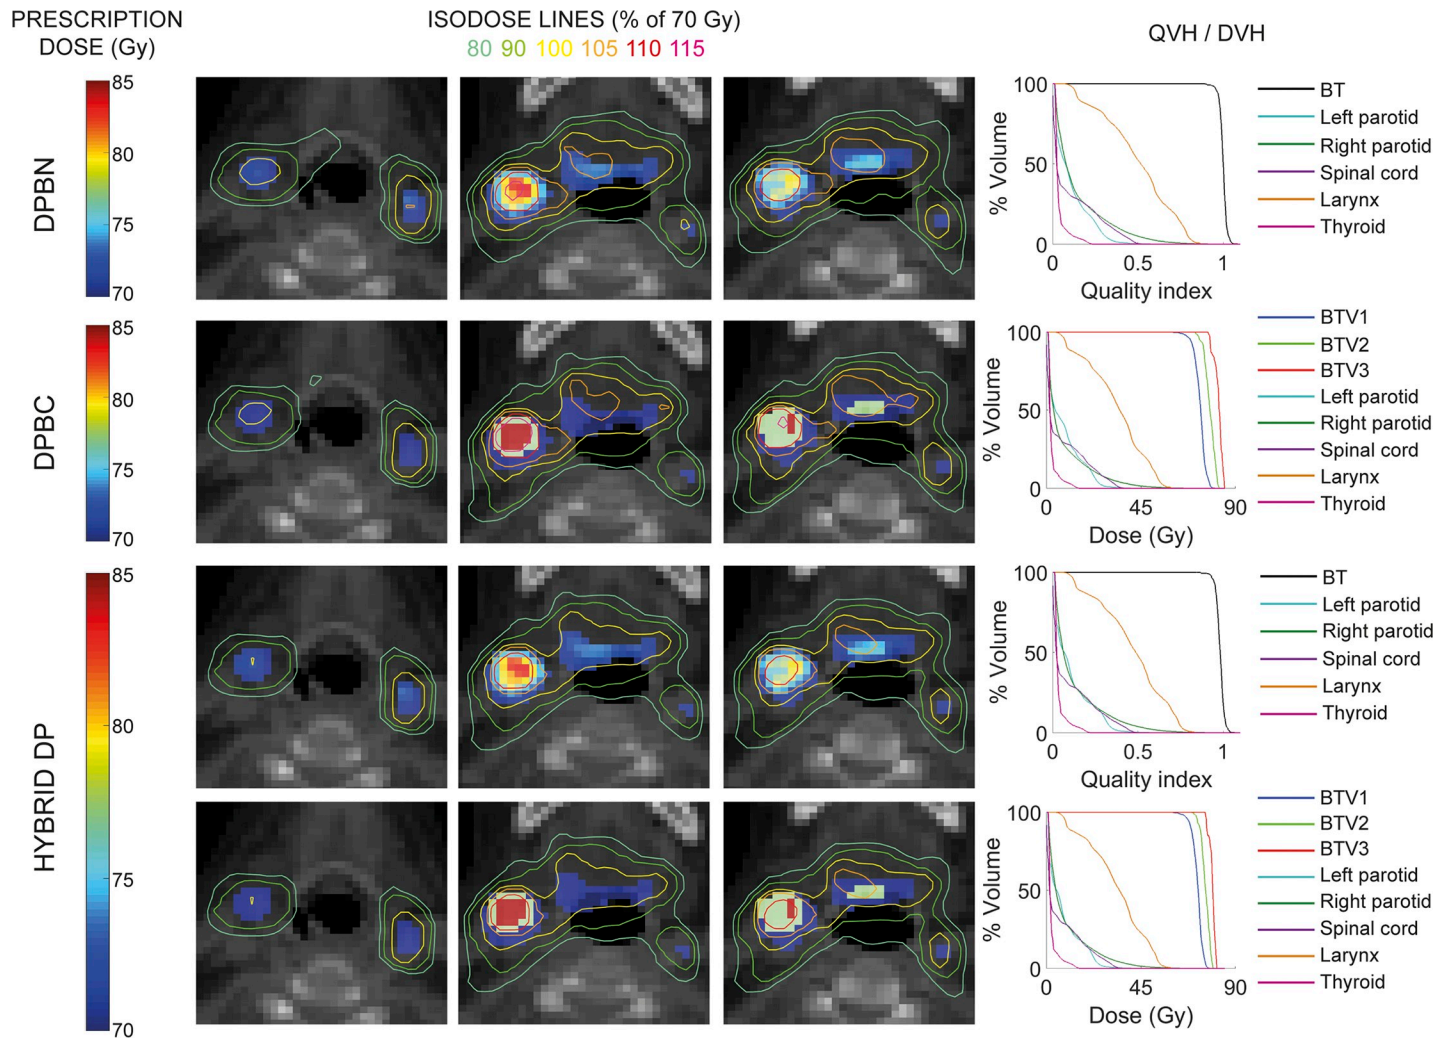 PRESCRIPTION
DOSE (Gy)
ISODOSE LINES (% of 70 Gy)
80 90 100 105 110 115
QVH / DVH
DPBN
85
80
75
70
% Volume
100
50
0
0 0.5 1
Quality index
BT
Left parotid
Right parotid
Spinal cord
Larynx
Thyroid
DPBC
85
80
75
70
% Volume
100
50
0
0 45 90
Dose (Gy)
BTV1
BTV2
BTV3
Left parotid
Right parotid
Spinal cord
Larynx
Thyroid
HYBRID DP
85
80
75
70
% Volume
100
50
0
0 0.5 1
Quality index
BT
Left parotid
Right parotid
Spinal cord
Larynx
Thyroid
% Volume
100
50
0
0 45 90
Dose (Gy)
BTV1
BTV2
BTV3
Left parotid
Right parotid
Spinal cord
Larynx
Thyroid